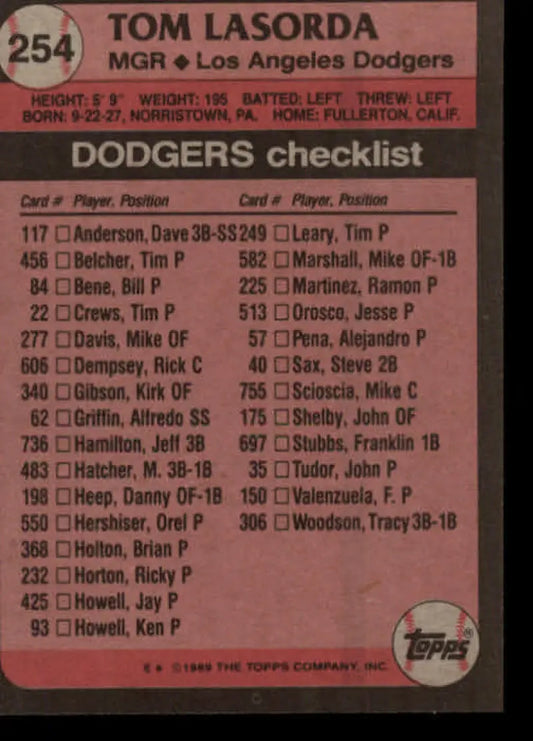 254
TOM LASORDA
MGR ◆ Los Angeles Dodgers
HEIGHT: 5' 9" WEIGHT: 195 BATTED: LEFT THREW: LEFT
BORN: 9-22-27, NORRISTOWN, PA. HOME: FULLERTON, CALIF.
DODGERS checklist
Card # Player, Position
117 □ Anderson, Dave 3B-SS
456 □ Belcher, Tim P
84 □ Bene, Bill P
22 □ Crews, Tim P
277 □ Davis, Mike OF
606 □ Dempsey, Rick C
340 □ Gibson, Kirk OF
62 □ Griffin, Alfredo SS
736 □ Hamilton, Jeff 3B
483 □ Hatcher, M. 3B-1B
198 □ Heep, Danny OF-1B
550 □ Hershiser, Orel P
368 □ Holton, Brian P
232 □ Horton, Ricky P
425 □ Howell, Jay P
93 □ Howell, Ken P
Card # Player, Position
249 □ Leary, Tim P
582 □ Marshall, Mike OF-1B
225 □ Martinez, Ramon P
513 □ Orosco, Jesse P
57 □ Pena, Alejandro P
40 □ Sax, Steve 2B
755 □ Scioscia, Mike C
175 □ Shelby, John OF
697 □ Stubbs, Franklin 1B
35 □ Tudor, John P
150 □ Valenzuela, F. P
306 □ Woodson, Tracy 3B-1B
topps®
©1989 THE TOPPS COMPANY, INC.